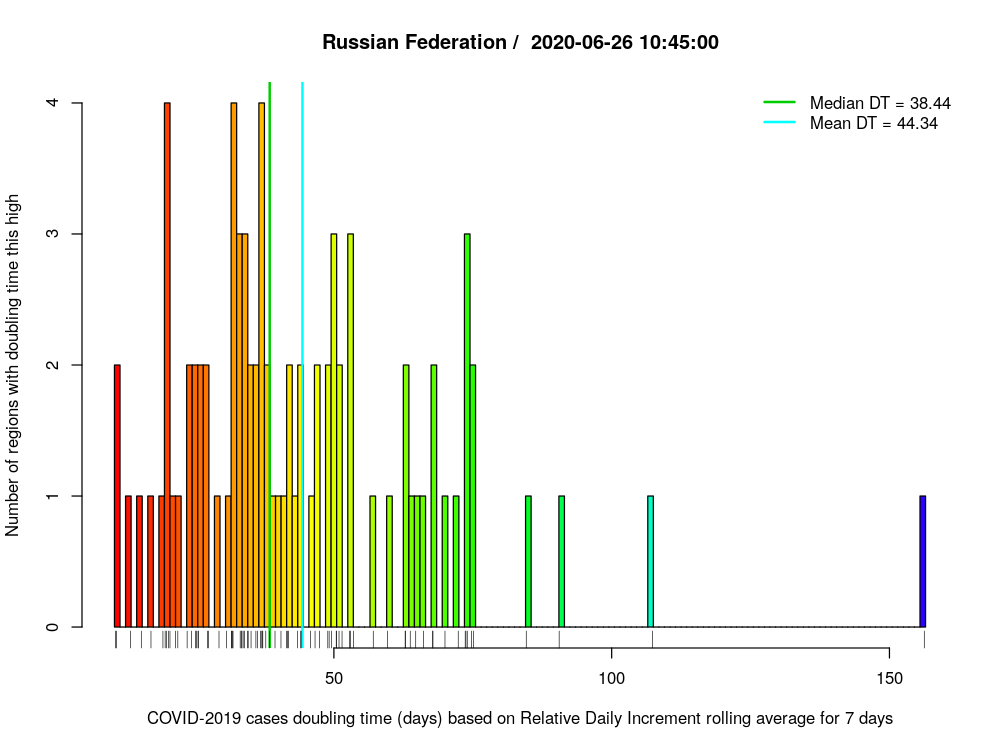 Russian Federation /  2020-06-26 10:45:00
Median DT = 38.44
Mean DT = 44.34
Number of regions with doubling time this high
4
3
2
1
0
50 100 150
COVID-2019 cases doubling time (days) based on Relative Daily Increment rolling average for 7 days